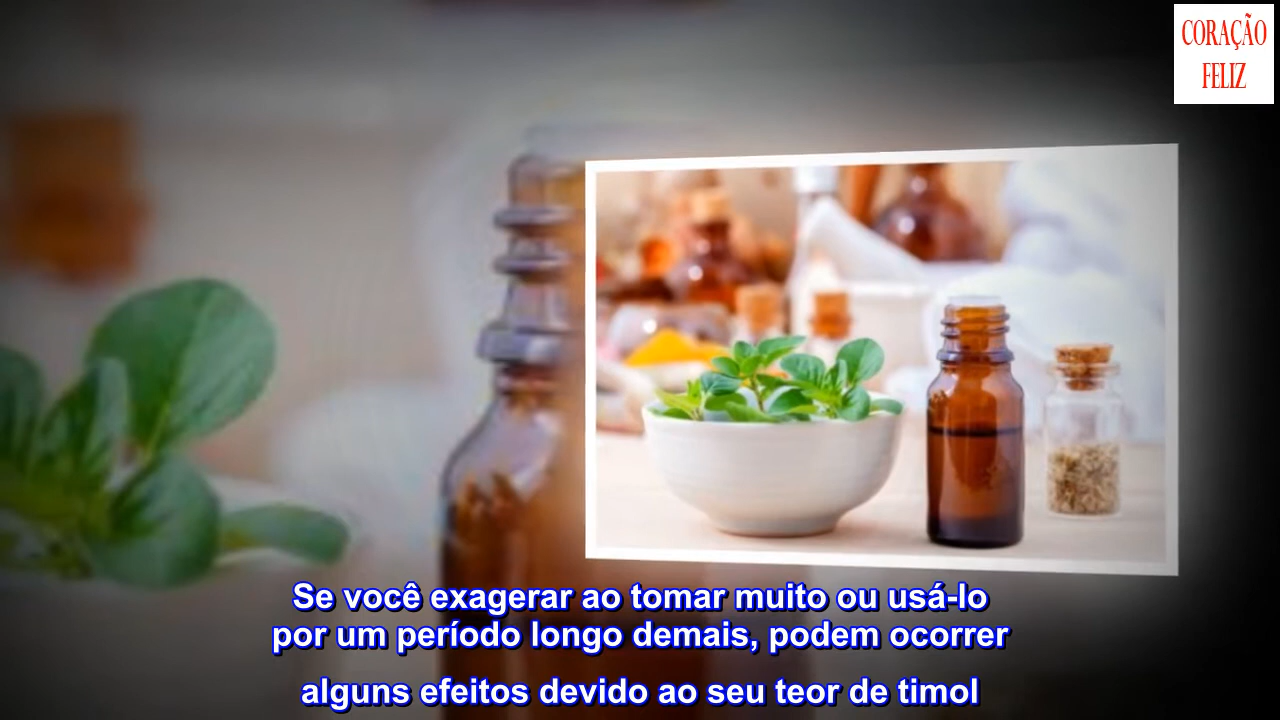 CORAÇÃO
FELIZ
Se você exagerar ao tomar muito ou usá-lo
por um período longo demais, podem ocorrer
alguns efeitos devido ao seu teor de timol